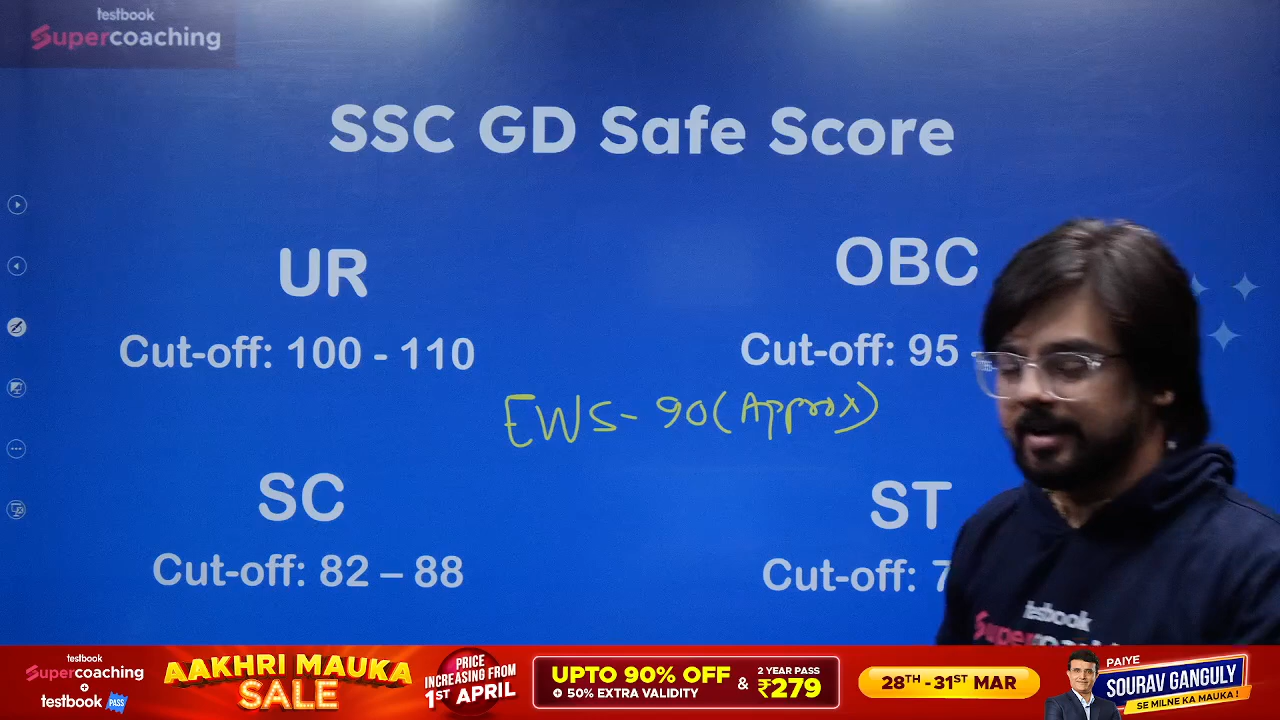 testbook
Supercoaching
SSC GD Safe Score
UR
OBC
Cut-off: 100 - 110
Cut-off: 95
EWS- 90 (Approx)
SC
ST
Cut-off: 82 – 88
Cut-off: 7
testbook
Supercoaching
testbook
Supercoaching
+
testbook PASS
AAKHRI MAUKA
SALE
PRICE
INCREASING FROM
1ST APRIL
UPTO 90% OFF
+ 50% EXTRA VALIDITY
&
2 YEAR PASS
₹279
28TH - 31ST MAR
PAIYE
SOURAV GANGULY
SE MILNE KA MAUKA !